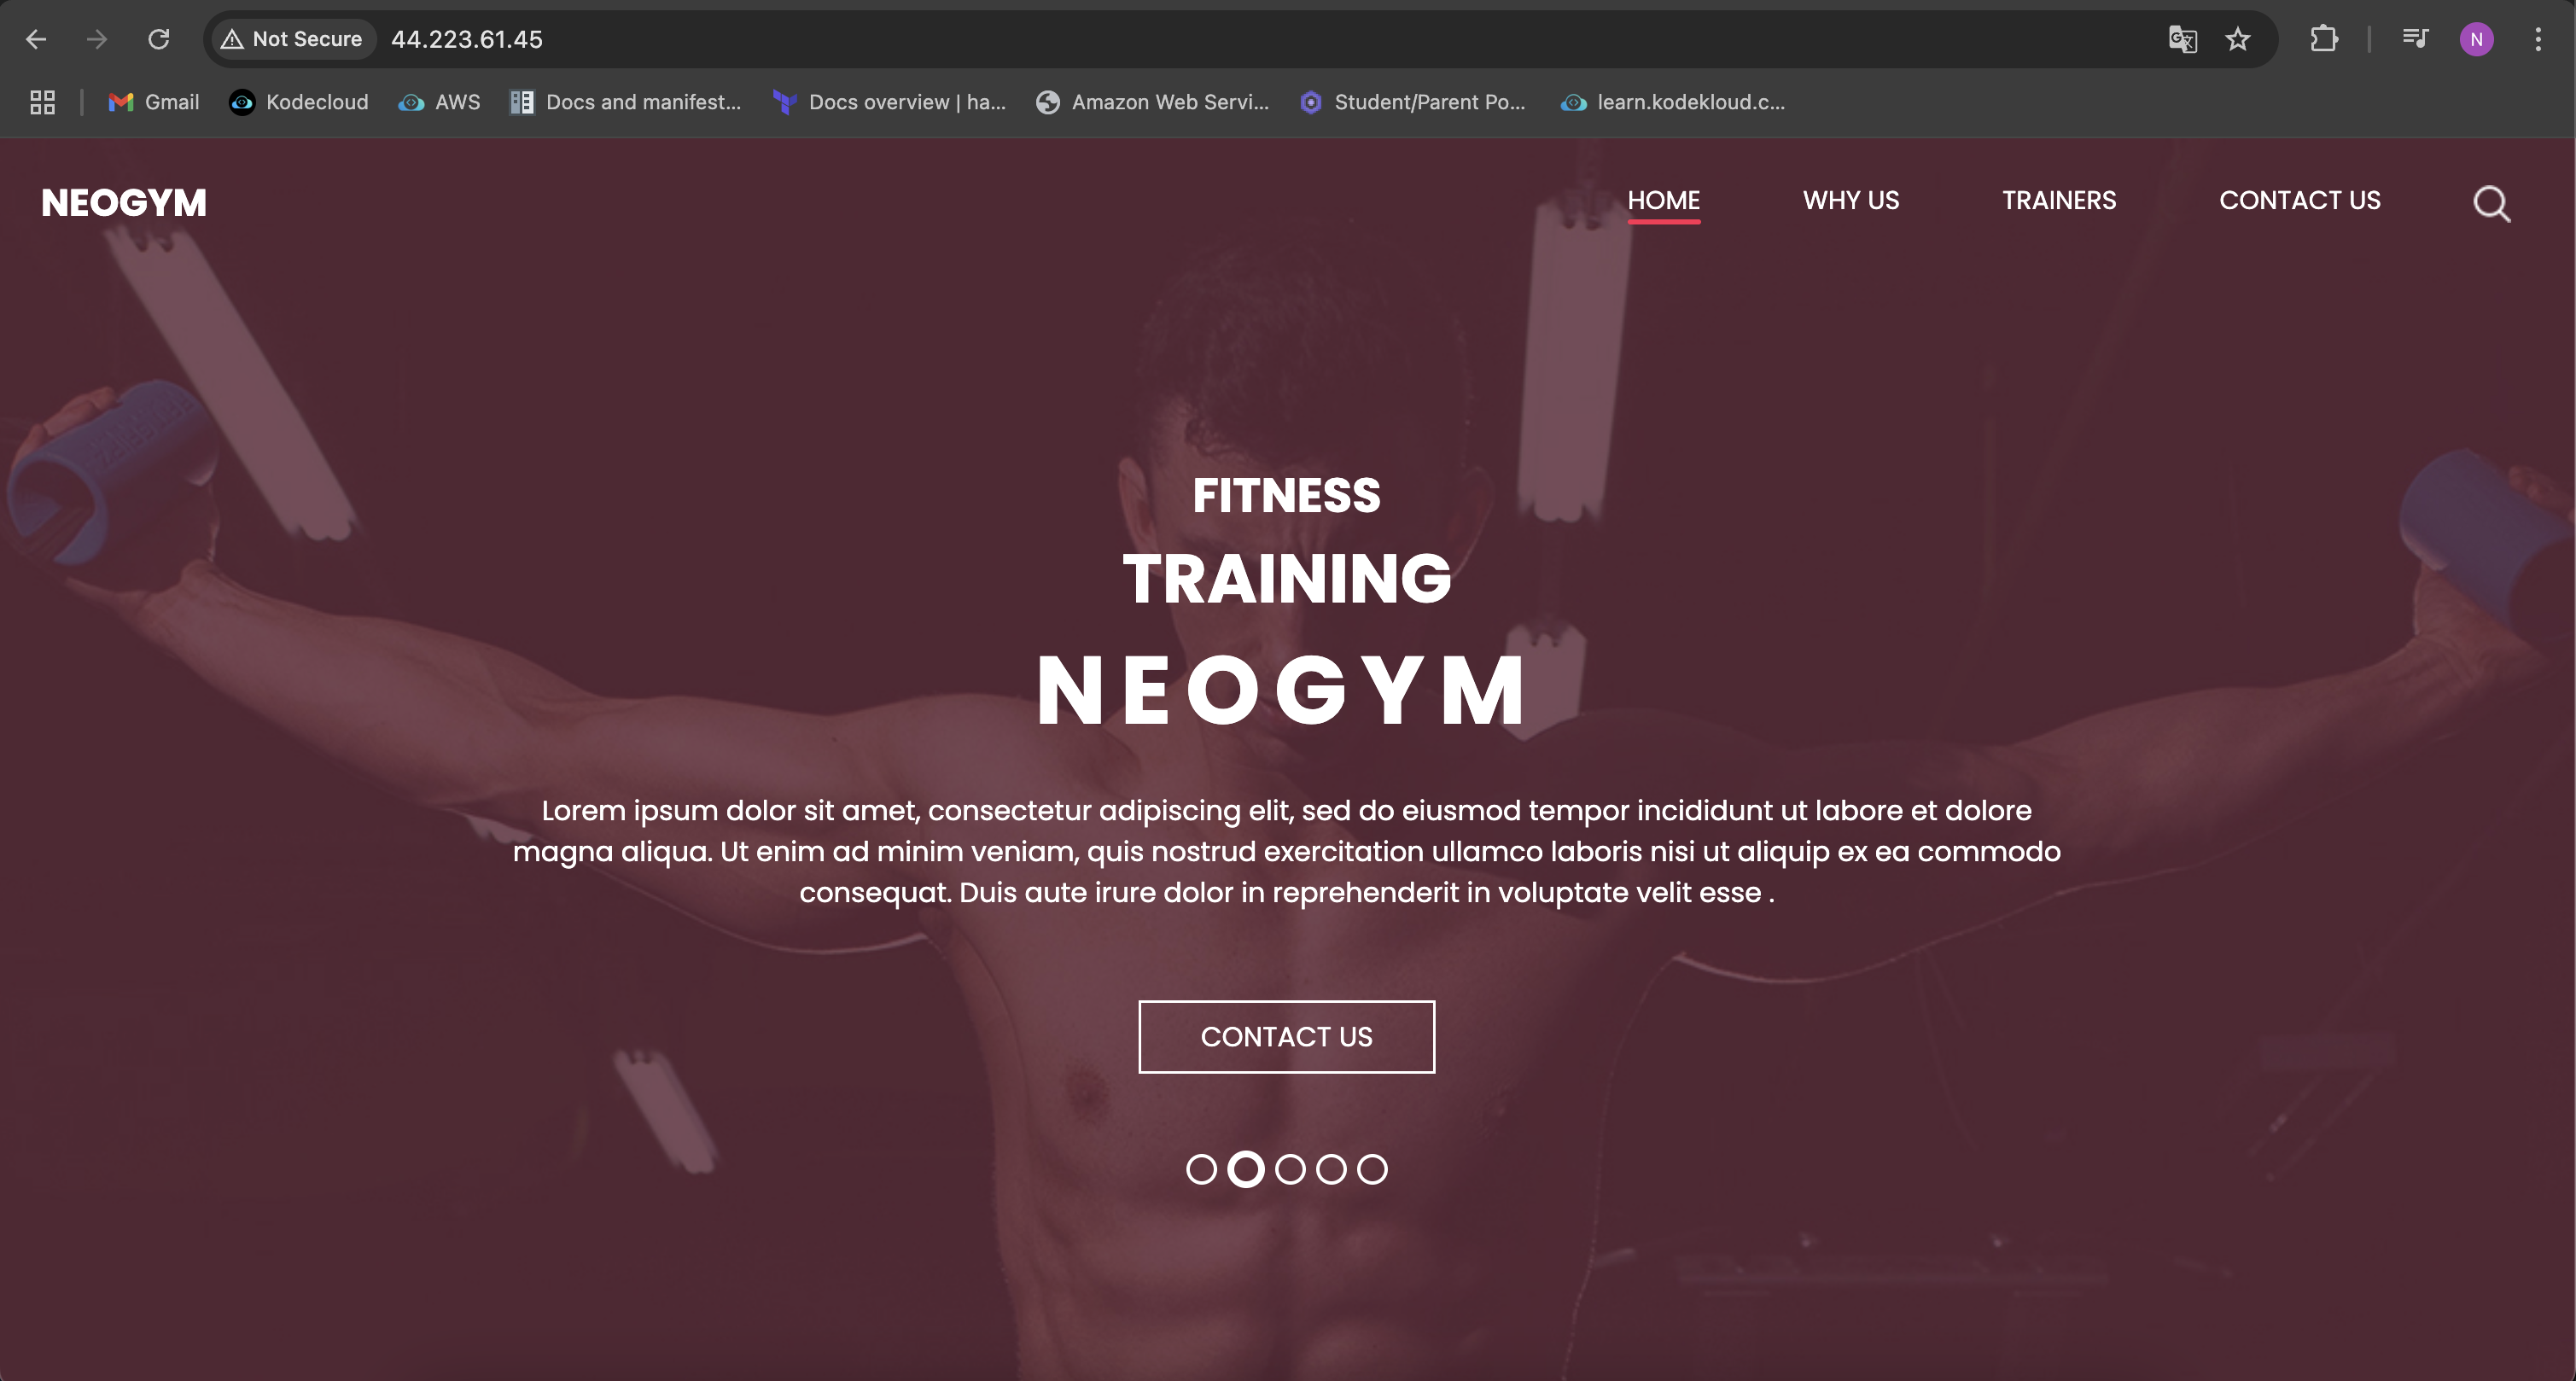 Not Secure 44.223.61.45 N
Gmail Kodecloud AWS Docs and manifest... Docs overview | ha... Amazon Web Servi... Student/Parent Po... learn.kodekloud.c...
NEOGYM HOME WHY US TRAINERS CONTACT US
FITNESS
TRAINING
NEOGYM
Lorem ipsum dolor sit amet, consectetur adipiscing elit, sed do eiusmod tempor incididunt ut labore et dolore
magna aliqua. Ut enim ad minim veniam, quis nostrud exercitation ullamco laboris nisi ut aliquip ex ea commodo
consequat. Duis aute irure dolor in reprehenderit in voluptate velit esse .
CONTACT US